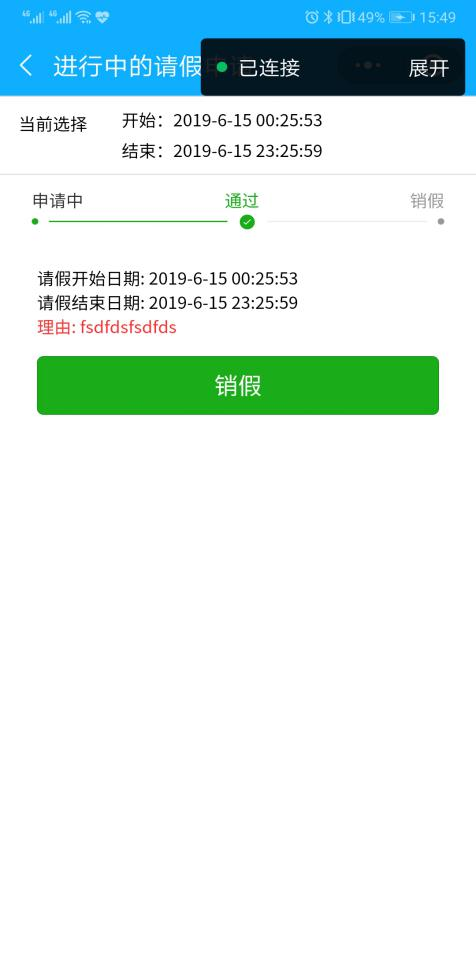 4G 4G 49% 15:49
进行中的请假
已连接 展开
当前选择 开始：2019-6-15 00:25:53
结束：2019-6-15 23:25:59
申请中 通过 销假
请假开始日期: 2019-6-15 00:25:53
请假结束日期: 2019-6-15 23:25:59
理由: fsdfdsfsdfds
销假